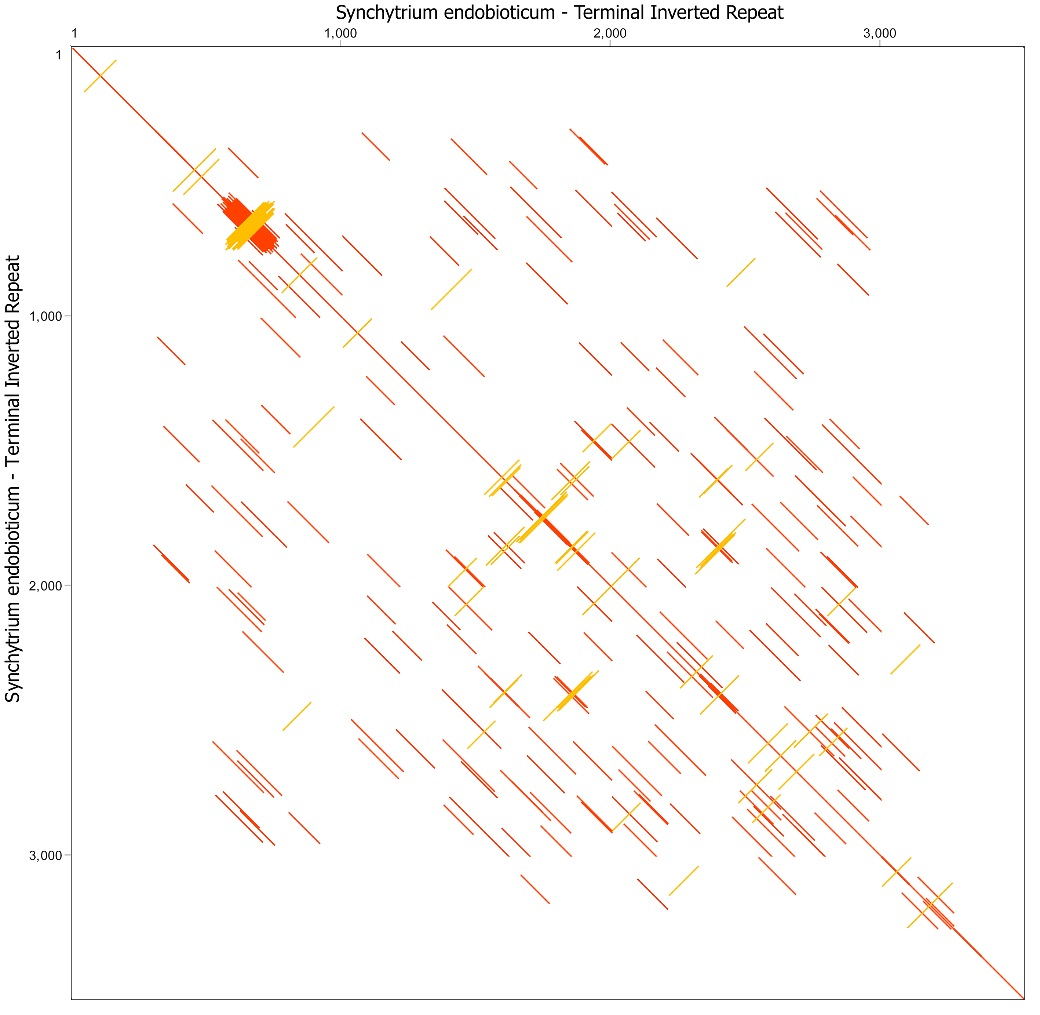 Synchytrium endobioticum - Terminal Inverted Repeat
1 1,000 2,000 3,000
1
1,000
2,000
3,000
Synchytrium endobioticum - Terminal Inverted Repeat